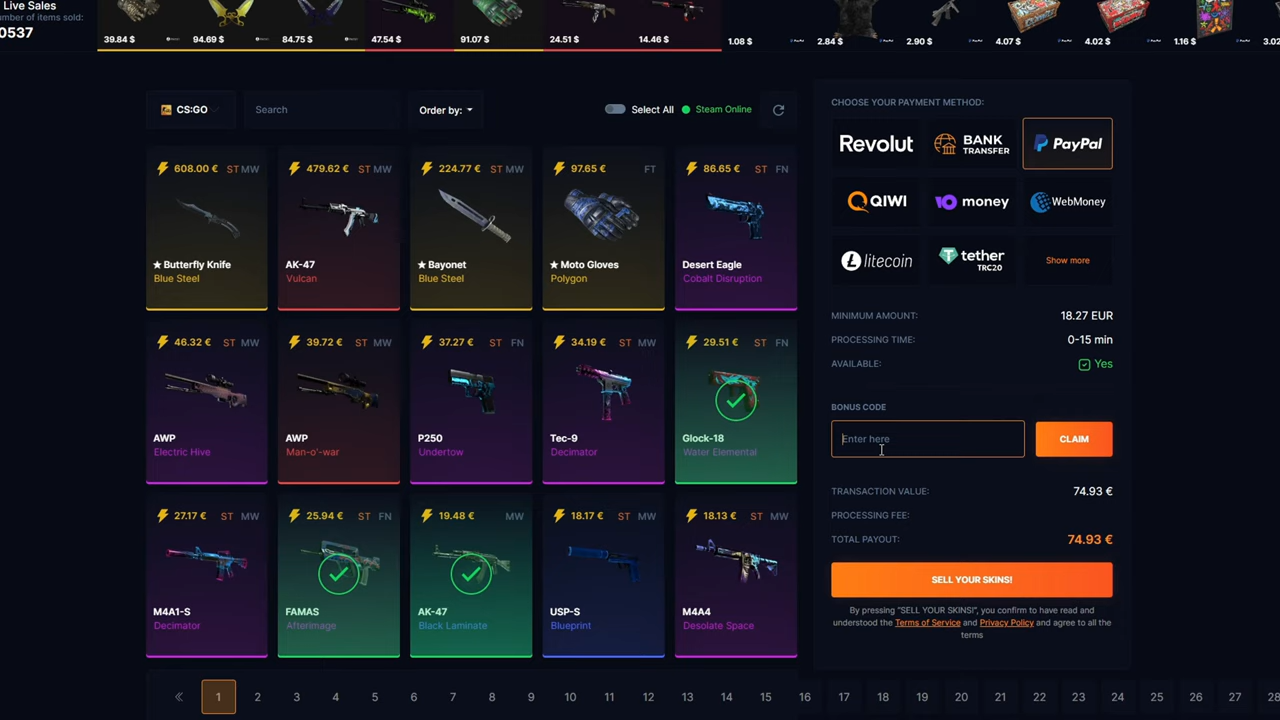 Live Sales
umber of items sold:
0537
39.84 $
94.69 $
84.75 $
47.54 $
91.07 $
24.51 $
14.46 $
1.08 $
2.84 $
2.90 $
4.07 $
4.02 $
1.16 $
3.02
CS:GO
Search
Order by:
Select All
Steam Online
608.00 € ST MW
★ Butterfly Knife
Blue Steel
479.62 € ST MW
AK-47
Vulcan
224.77 € ST MW
★ Bayonet
Blue Steel
97.65 € FT
★ Moto Gloves
Polygon
86.65 € ST FN
Desert Eagle
Cobalt Disruption
46.32 € ST MW
AWP
Electric Hive
39.72 € ST MW
AWP
Man-o'-war
37.27 € ST FN
P250
Undertow
34.19 € ST MW
Tec-9
Decimator
29.51 € ST FN
Glock-18
Water Elemental
27.17 € ST MW
M4A1-S
Decimator
25.94 € ST FN
FAMAS
Afterimage
19.48 € MW
AK-47
Black Laminate
18.17 € ST MW
USP-S
Blueprint
18.13 € ST MW
M4A4
Desolate Space
« 1 2 3 4 5 6 7 8 9 10 11 12 13 14 15 16 17 18 19 20 21 22 23 24 25 26 27 28
CHOOSE YOUR PAYMENT METHOD:
Revolut
BANK
TRANSFER
PayPal
QIWI
money
WebMoney
litecoin
tether
TRC20
Show more
MINIMUM AMOUNT: 18.27 EUR
PROCESSING TIME: 0-15 min
AVAILABLE: Yes
BONUS CODE
Enter here
CLAIM
TRANSACTION VALUE: 74.93 €
PROCESSING FEE:
TOTAL PAYOUT: 74.93 €
SELL YOUR SKINS!
By pressing "SELL YOUR SKINS!", you confirm to have read and
understood the Terms of Service and Privacy Policy and agree to all the
terms